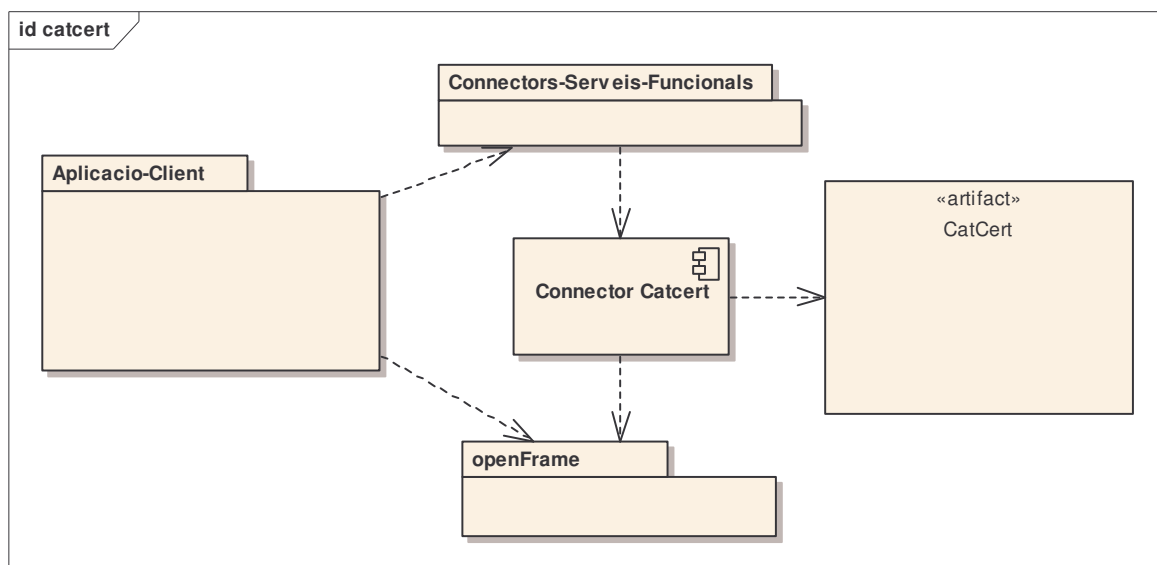 id catcert
Connectors-Serveis-Funcionals
Aplicacio-Client
«artifact»
CatCert
Connector Catcert
openFrame